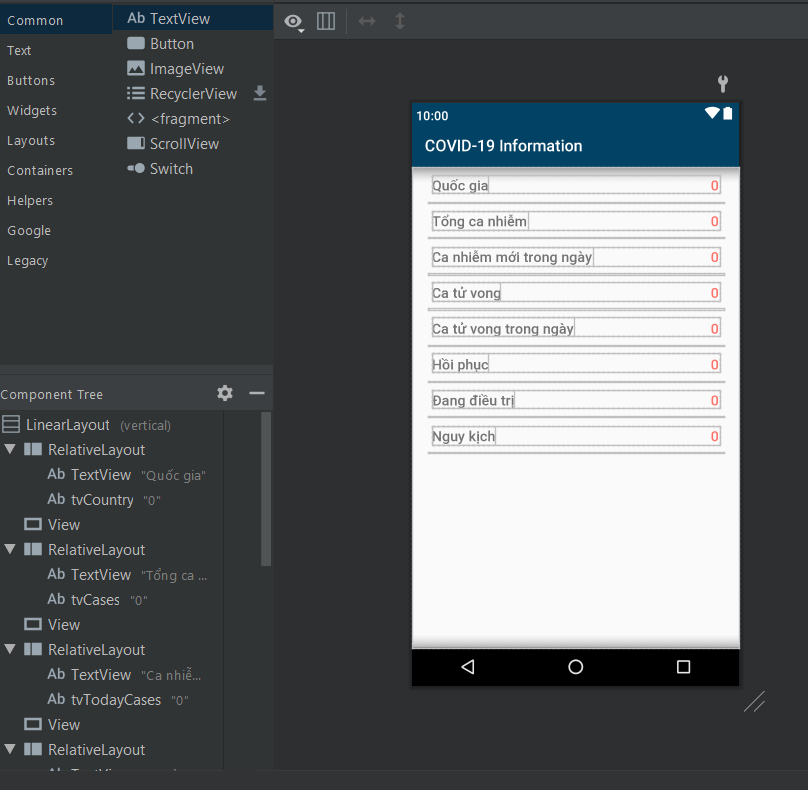 Common
Text
Buttons
Widgets
Layouts
Containers
Helpers
Google
Legacy
Ab TextView
Button
ImageView
RecyclerView
<fragment>
ScrollView
Switch
Component Tree
LinearLayout (vertical)
RelativeLayout
Ab TextView "Quốc gia"
Ab tvCountry "0"
View
RelativeLayout
Ab TextView "Tổng ca ...
Ab tvCases "0"
View
RelativeLayout
Ab TextView "Ca nhiễ...
Ab tvTodayCases "0"
View
RelativeLayout
10:00
COVID-19 Information
Quốc gia 0
Tổng ca nhiễm 0
Ca nhiễm mới trong ngày 0
Ca tử vong 0
Ca tử vong trong ngày 0
Hồi phục 0
Đang điều trị 0
Nguy kịch 0